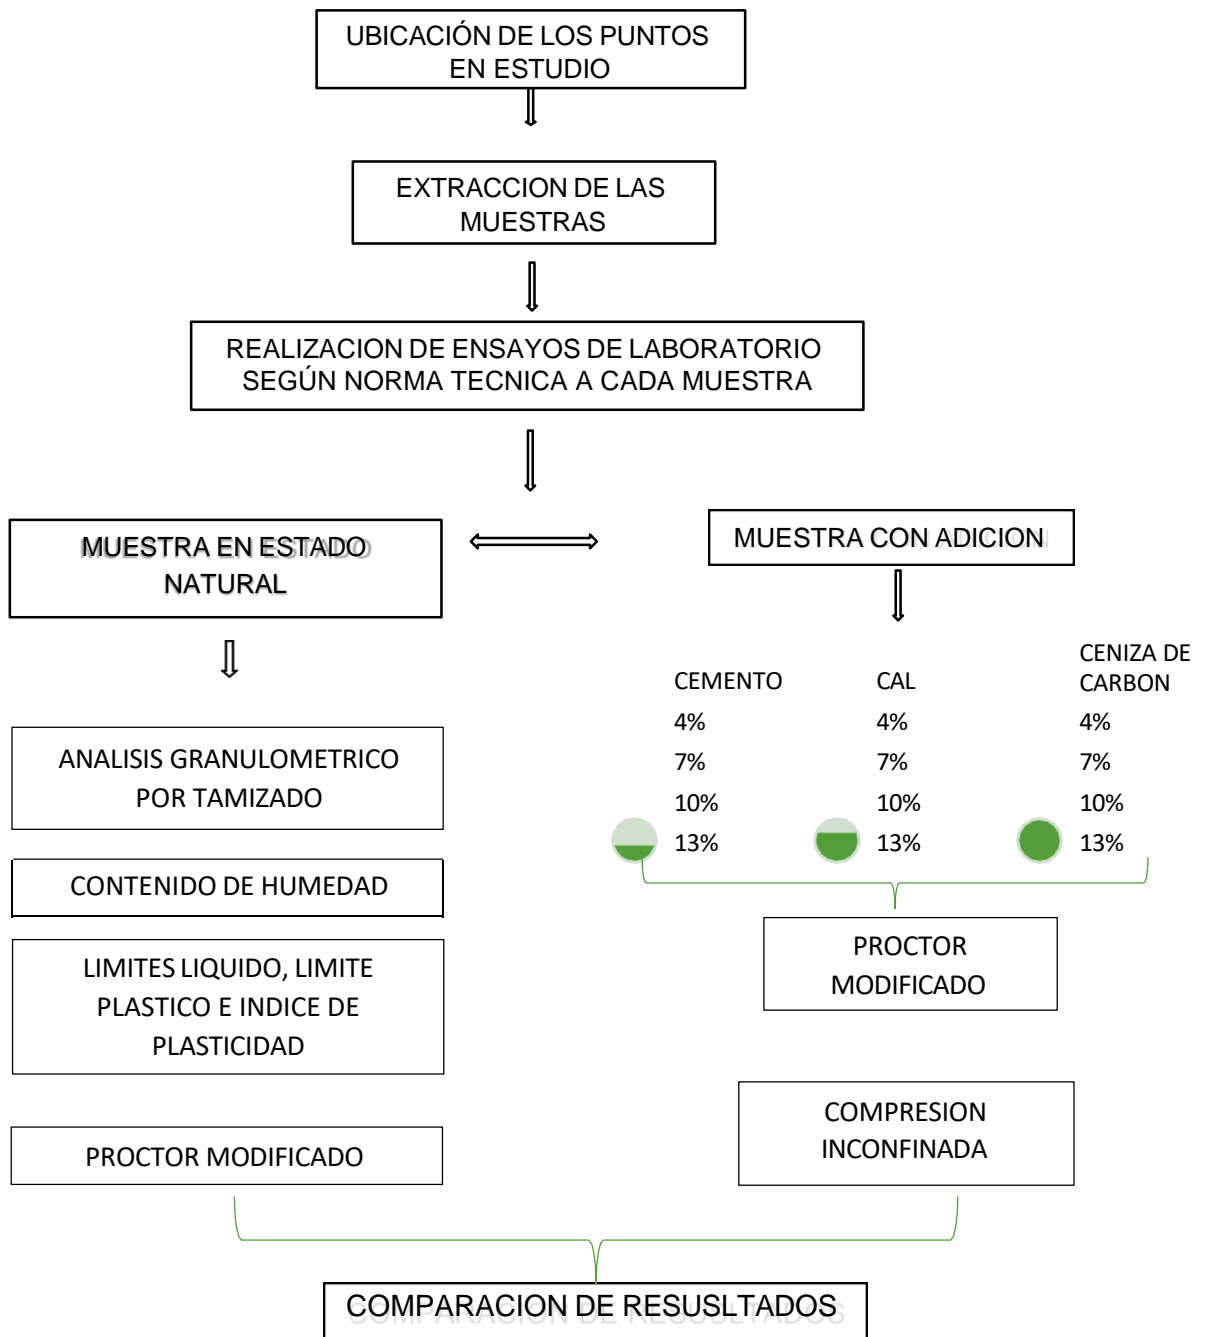 UBICACIÓN DE LOS PUNTOS
EN ESTUDIO
EXTRACCION DE LAS
MUESTRAS
REALIZACION DE ENSAYOS DE LABORATORIO
SEGÚN NORMA TECNICA A CADA MUESTRA
MUESTRA EN ESTADO
NATURAL
MUESTRA CON ADICION
ANALISIS GRANULOMETRICO
POR TAMIZADO
CONTENIDO DE HUMEDAD
LIMITES LIQUIDO, LIMITE
PLASTICO E INDICE DE
PLASTICIDAD
PROCTOR MODIFICADO
CEMENTO
4%
7%
10%
13%
CAL
4%
7%
10%
13%
CENIZA DE
CARBON
4%
7%
10%
13%
PROCTOR
MODIFICADO
COMPRESION
INCONFINADA
COMPARACION DE RESUSLTADOS